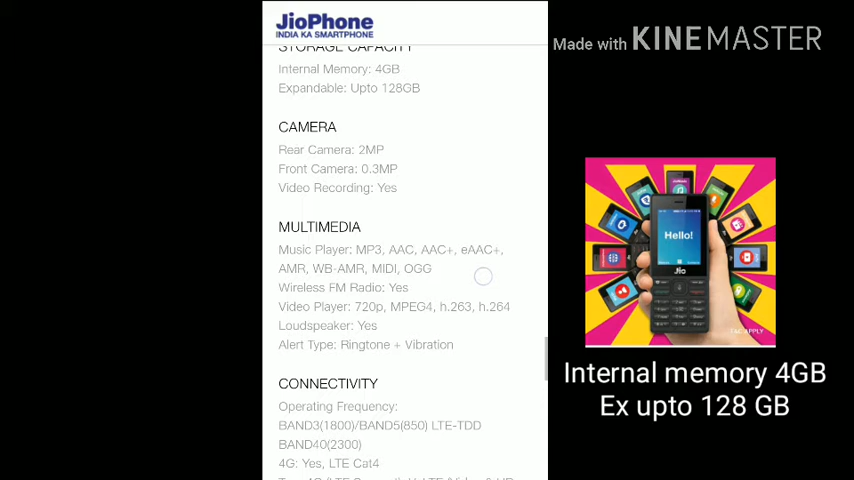 JioPhone
INDIA KA SMARTPHONE
Made with KINEMASTER
STORAGE CAPACITY
Internal Memory: 4GB
Expandable: Upto 128GB
CAMERA
Rear Camera: 2MP
Front Camera: 0.3MP
Video Recording: Yes
MULTIMEDIA
Music Player: MP3, AAC, AAC+, eAAC+,
AMR, WB-AMR, MIDI, OGG
Wireless FM Radio: Yes
Video Player: 720p, MPEG4, h.263, h.264
Loudspeaker: Yes
Alert Type: Ringtone + Vibration
CONNECTIVITY
Operating Frequency:
BAND3(1800)/BAND5(850) LTE-TDD
BAND40(2300)
4G: Yes, LTE Cat4
Hello!
Jio
T&C APPLY
Internal memory 4GB
Ex upto 128 GB